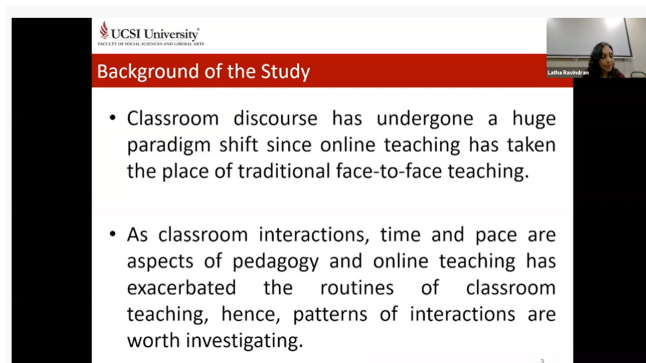 UCSI University
FACULTY OF SOCIAL SCIENCES AND LIBERAL ARTS
Background of the Study
Latha Ravindran
• Classroom discourse has undergone a huge
paradigm shift since online teaching has taken
the place of traditional face-to-face teaching.
• As classroom interactions, time and pace are
aspects of pedagogy and online teaching has
exacerbated the routines of classroom
teaching, hence, patterns of interactions are
worth investigating.
3